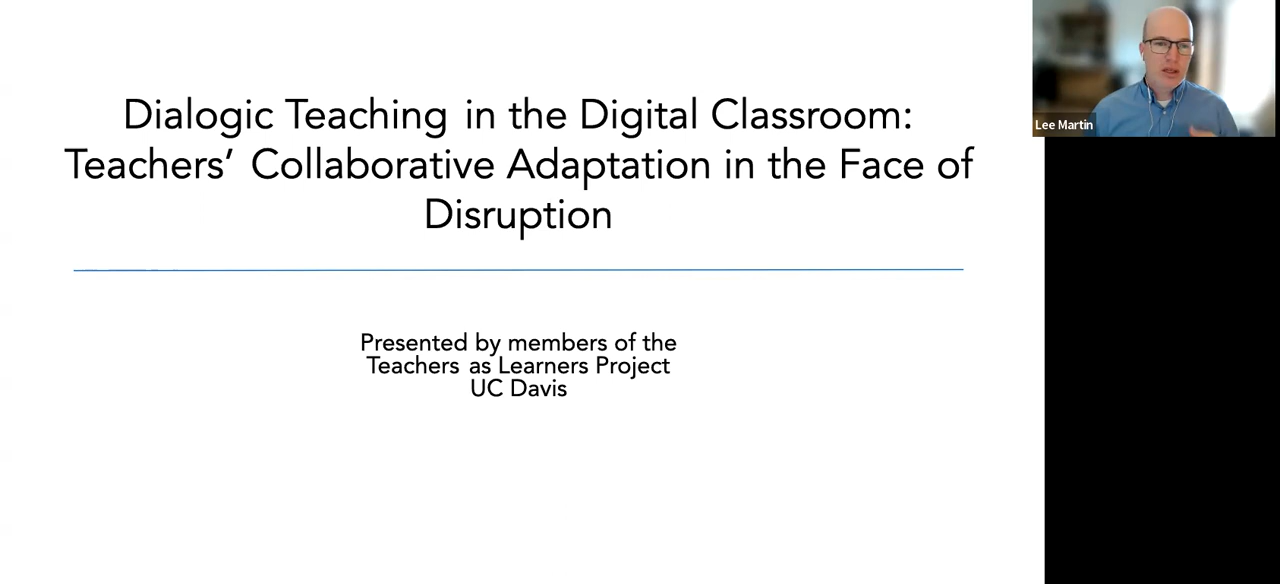 Dialogic Teaching in the Digital Classroom:
Teachers’ Collaborative Adaptation in the Face of
Disruption
Presented by members of the
Teachers as Learners Project
UC Davis
Lee Martin